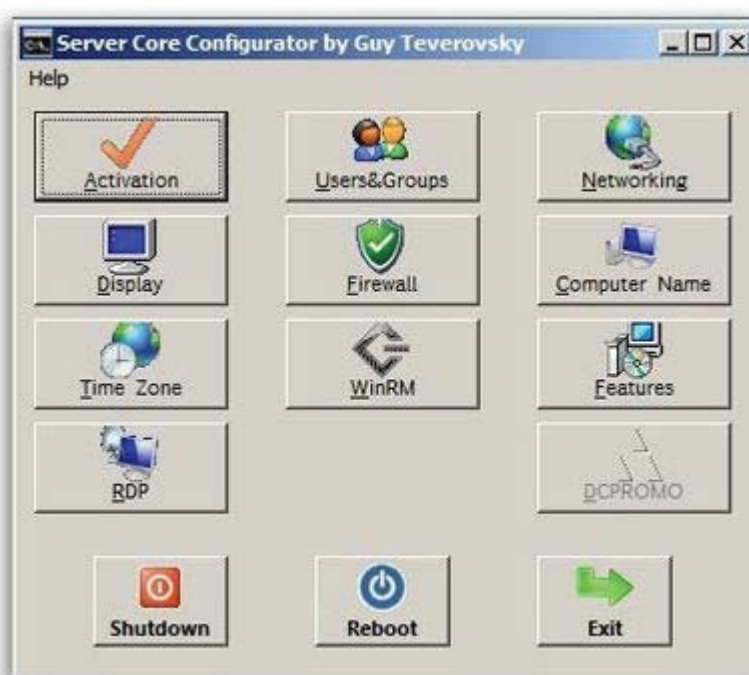 Server Core Configurator by Guy Teverovsky
Help
Activation
Users&Groups
Networking
Display
Firewall
Computer Name
Time Zone
WinRM
Features
RDP
DCPROMO
Shutdown
Reboot
Exit